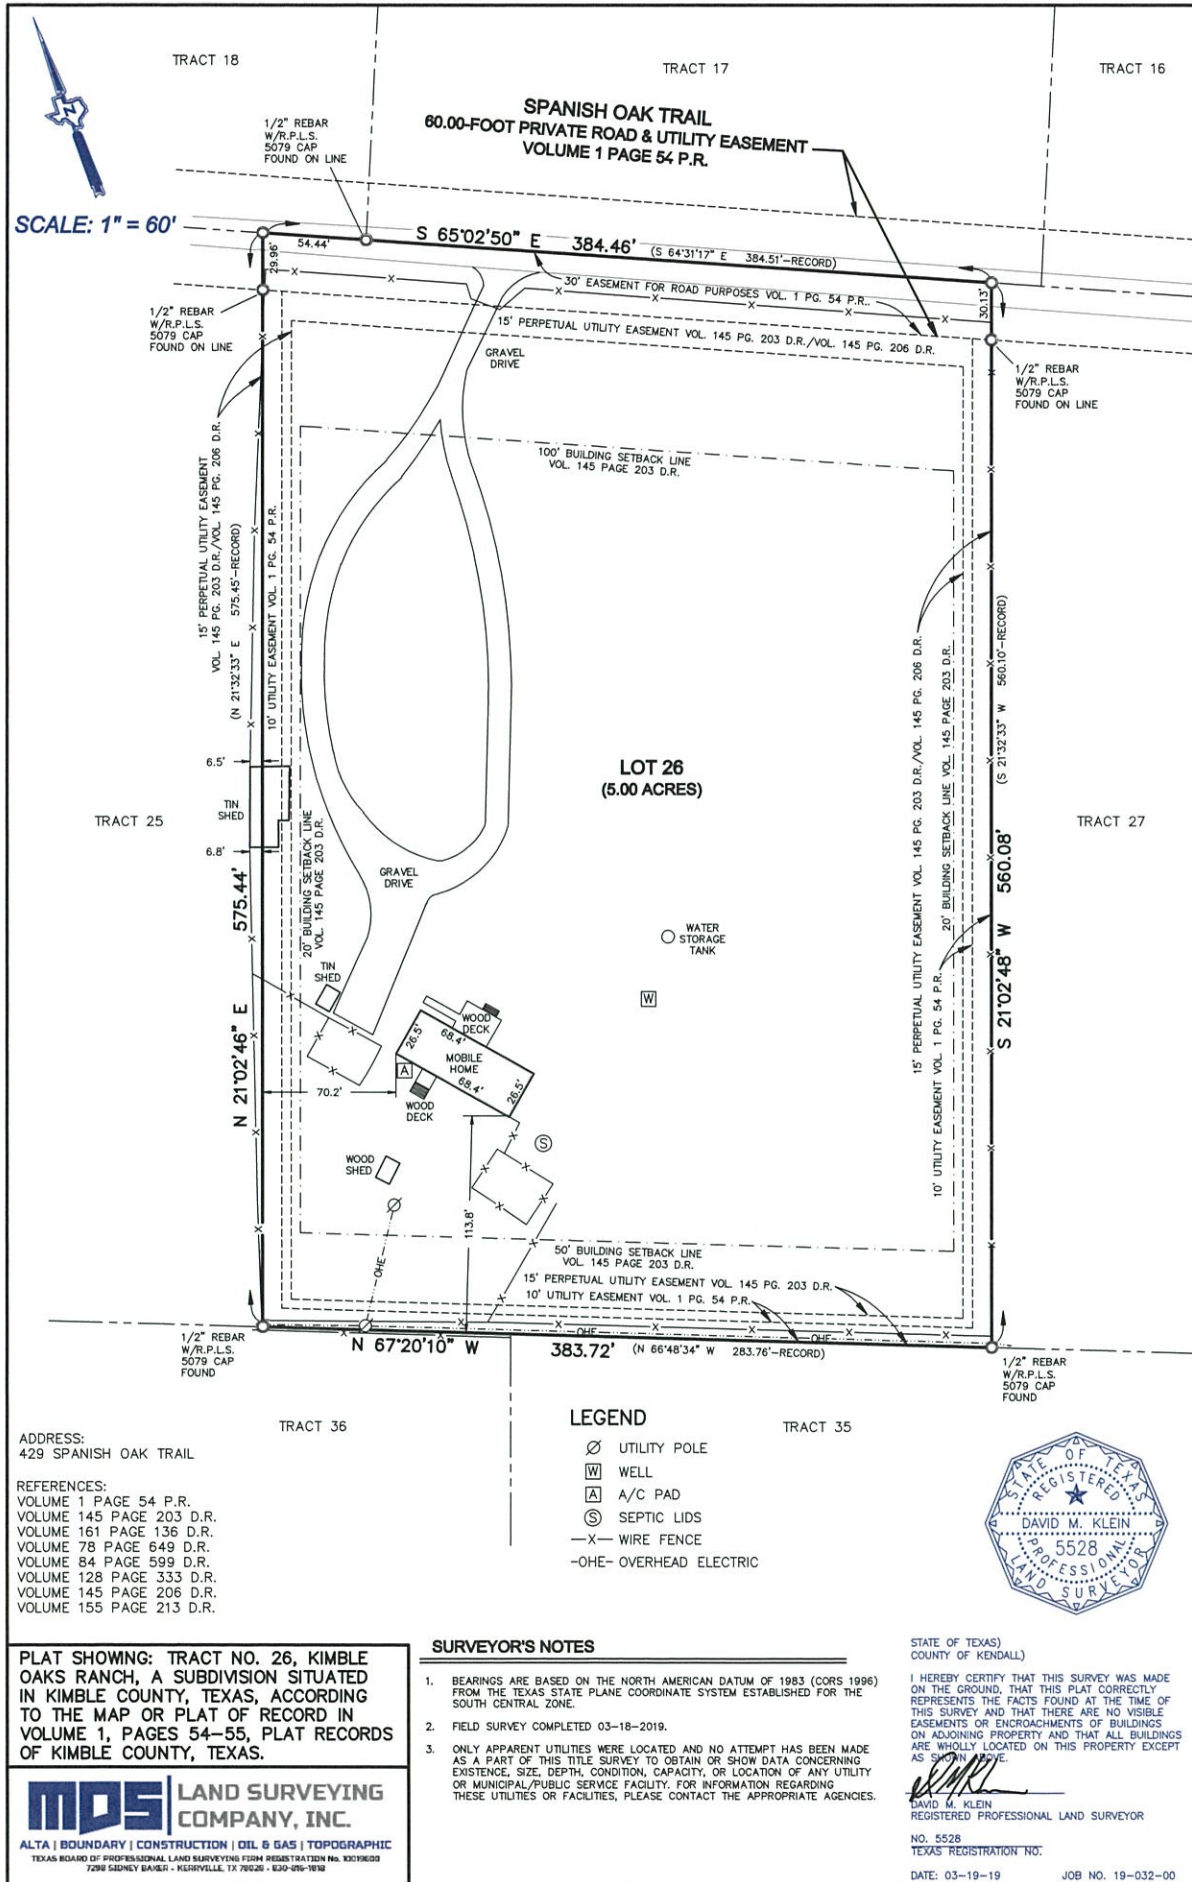 TRACT 18
TRACT 17
TRACT 16
N
SCALE: 1" = 60'
1/2" REBAR
W/R.P.L.S.
5079 CAP
FOUND ON LINE
SPANISH OAK TRAIL
60.00-FOOT PRIVATE ROAD & UTILITY EASEMENT
VOLUME 1 PAGE 54 P.R.
54.44'
S 65°02'50" E 384.46' (S 64°31'17" E 384.51'-RECORD)
29.96'
30.13'
30' EASEMENT FOR ROAD PURPOSES VOL. 1 PG. 54 P.R.
15' PERPETUAL UTILITY EASEMENT VOL. 145 PG. 203 D.R./VOL. 145 PG. 206 D.R.
1/2" REBAR
W/R.P.L.S.
5079 CAP
FOUND ON LINE
GRAVEL
DRIVE
1/2" REBAR
W/R.P.L.S.
5079 CAP
FOUND ON LINE
100' BUILDING SETBACK LINE
VOL. 145 PAGE 203 D.R.
15' PERPETUAL UTILITY EASEMENT
VOL. 145 PG. 203 D.R./VOL. 145 PG. 206 D.R.
(N 21°32'33" E 575.45'-RECORD)
10' UTILITY EASEMENT VOL. 1 PG. 54 P.R.
6.5'
TIN
SHED
6.8'
TRACT 25
N 21°02'46" E 575.44'
20' BUILDING SETBACK LINE
VOL. 145 PAGE 203 D.R.
GRAVEL
DRIVE
LOT 26
(5.00 ACRES)
15' PERPETUAL UTILITY EASEMENT VOL. 145 PG. 203 D.R./VOL. 145 PG. 206 D.R.
20' BUILDING SETBACK LINE VOL. 145 PAGE 203 D.R.
10' UTILITY EASEMENT VOL. 1 PG. 54 P.R.
(S 21°32'33" W 560.10'-RECORD)
S 21°02'48" W 560.08'
TRACT 27
WATER
STORAGE
TANK
W
TIN
SHED
WOOD
DECK
26.5'
68.4'
MOBILE
HOME
68.4'
26.5'
A
70.2'
WOOD
DECK
S
WOOD
SHED
113.8'
OHE
50' BUILDING SETBACK LINE
VOL. 145 PAGE 203 D.R.
15' PERPETUAL UTILITY EASEMENT VOL. 145 PG. 203 D.R.
10' UTILITY EASEMENT VOL. 1 PG. 54 P.R.
OHE
OHE
1/2" REBAR
W/R.P.L.S.
5079 CAP
FOUND
N 67°20'10" W 383.72' (N 66°48'34" W 283.76'-RECORD)
1/2" REBAR
W/R.P.L.S.
5079 CAP
FOUND
TRACT 36
TRACT 35
ADDRESS:
429 SPANISH OAK TRAIL
REFERENCES:
VOLUME 1 PAGE 54 P.R.
VOLUME 145 PAGE 203 D.R.
VOLUME 161 PAGE 136 D.R.
VOLUME 78 PAGE 649 D.R.
VOLUME 84 PAGE 599 D.R.
VOLUME 128 PAGE 333 D.R.
VOLUME 145 PAGE 206 D.R.
VOLUME 155 PAGE 213 D.R.
LEGEND
UTILITY POLE
W WELL
A A/C PAD
S SEPTIC LIDS
—X— WIRE FENCE
-OHE- OVERHEAD ELECTRIC
STATE OF TEXAS
REGISTERED
DAVID M. KLEIN
5528
PROFESSIONAL
LAND SURVEYOR
PLAT SHOWING: TRACT NO. 26, KIMBLE
OAKS RANCH, A SUBDIVISION SITUATED
IN KIMBLE COUNTY, TEXAS, ACCORDING
TO THE MAP OR PLAT OF RECORD IN
VOLUME 1, PAGES 54-55, PLAT RECORDS
OF KIMBLE COUNTY, TEXAS.
MDS LAND SURVEYING
COMPANY, INC.
ALTA | BOUNDARY | CONSTRUCTION | OIL & GAS | TOPOGRAPHIC
TEXAS BOARD OF PROFESSIONAL LAND SURVEYING FIRM REGISTRATION No.
SIDNEY BAKER - KERRVILLE, TX
SURVEYOR'S NOTES
1. BEARINGS ARE BASED ON THE NORTH AMERICAN DATUM OF 1983 (CORS 1996)
FROM THE TEXAS STATE PLANE COORDINATE SYSTEM ESTABLISHED FOR THE
SOUTH CENTRAL ZONE.
2. FIELD SURVEY COMPLETED 03-18-2019.
3. ONLY APPARENT UTILITIES WERE LOCATED AND NO ATTEMPT HAS BEEN MADE
AS A PART OF THIS TITLE SURVEY TO OBTAIN OR SHOW DATA CONCERNING
EXISTENCE, SIZE, DEPTH, CONDITION, CAPACITY, OR LOCATION OF ANY UTILITY
OR MUNICIPAL/PUBLIC SERVICE FACILITY. FOR INFORMATION REGARDING
THESE UTILITIES OR FACILITIES, PLEASE CONTACT THE APPROPRIATE AGENCIES.
STATE OF TEXAS)
COUNTY OF KENDALL)
I HEREBY CERTIFY THAT THIS SURVEY WAS MADE
ON THE GROUND, THAT THIS PLAT CORRECTLY
REPRESENTS THE FACTS FOUND AT THE TIME OF
THIS SURVEY AND THAT THERE ARE NO VISIBLE
EASEMENTS OR ENCROACHMENTS OF BUILDINGS
ON ADJOINING PROPERTY AND THAT ALL BUILDINGS
ARE WHOLLY LOCATED ON THIS PROPERTY EXCEPT
AS SHOWN ABOVE.
DAVID M. KLEIN
REGISTERED PROFESSIONAL LAND SURVEYOR
NO. 5528
TEXAS REGISTRATION NO.
DATE: 03-19-19 JOB NO. 19-032-00